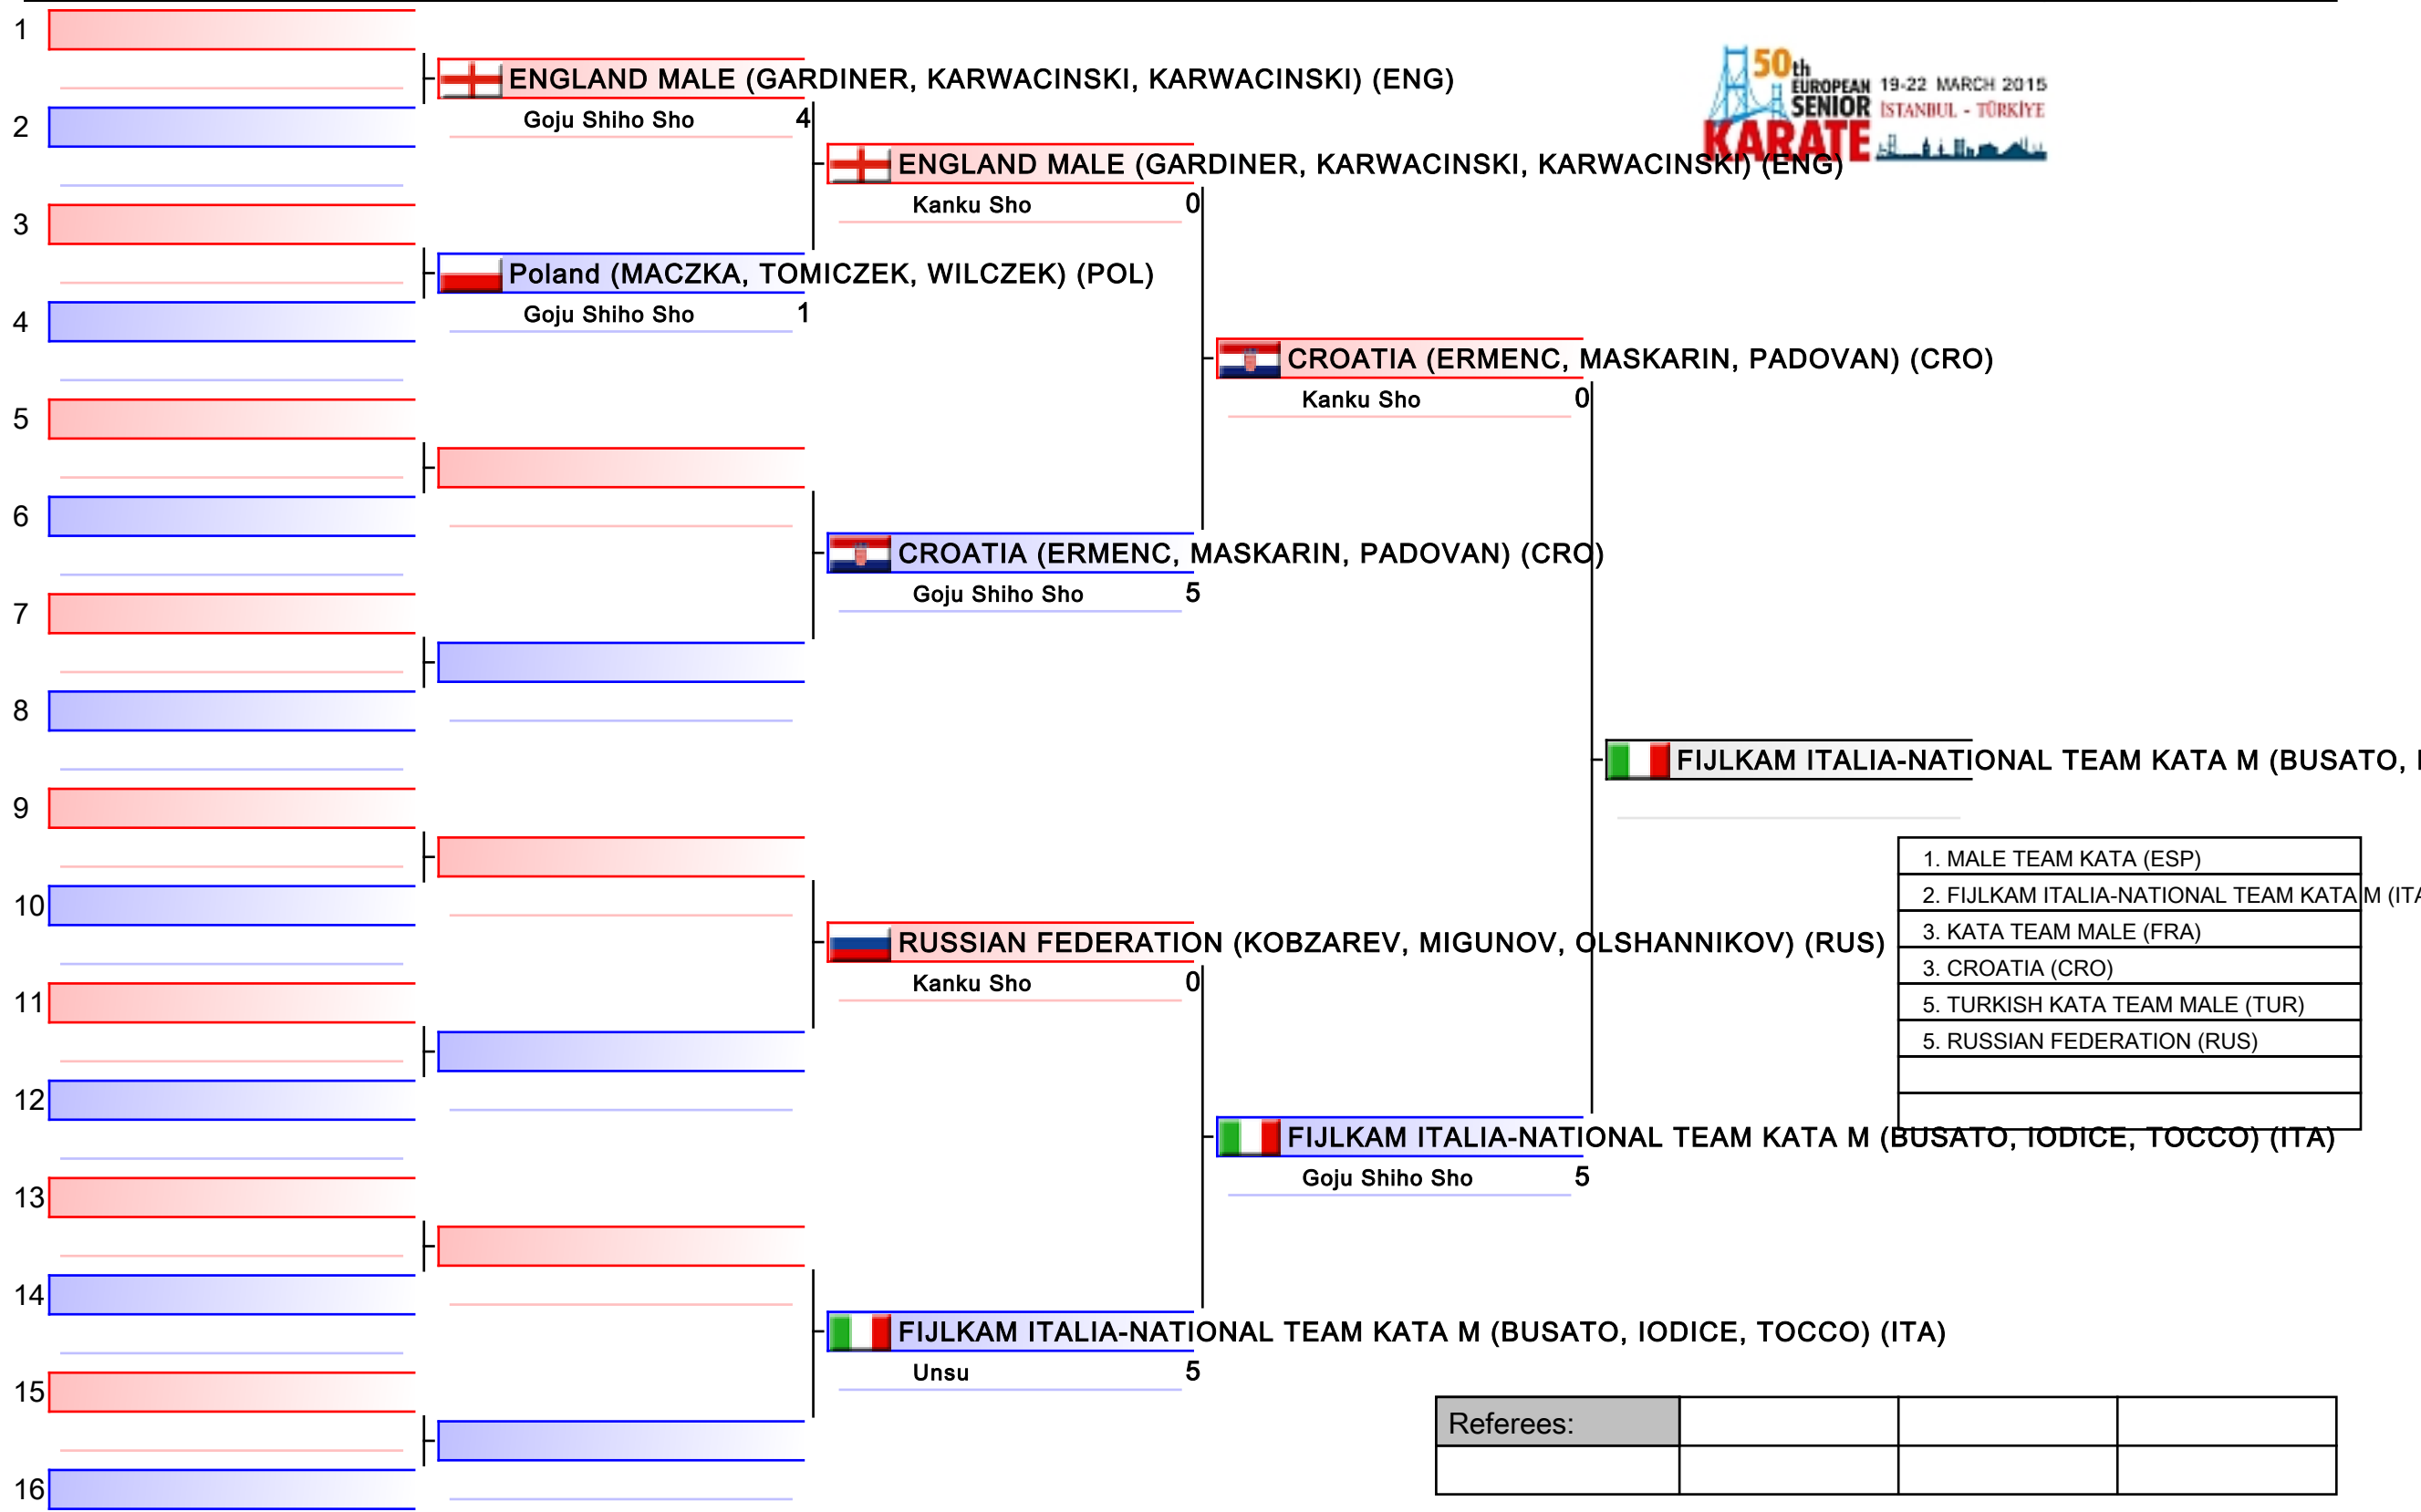 1
ENGLAND MALE (GARDINER, KARWACINSKI, KARWACINSKI) (ENG)
Goju Shiho Sho 4
2
50th
EUROPEAN
SENIOR
KARATE
19-22 MARCH 2015
İSTANBUL - TÜRKİYE
ENGLAND MALE (GARDINER, KARWACINSKI, KARWACINSKI) (ENG)
Kanku Sho 0
3
Poland (MACZKA, TOMICZEK, WILCZEK) (POL)
Goju Shiho Sho 1
4
CROATIA (ERMENC, MASKARIN, PADOVAN) (CRO)
Kanku Sho 0
5
6
CROATIA (ERMENC, MASKARIN, PADOVAN) (CRO)
Goju Shiho Sho 5
7
8
FIJLKAM ITALIA-NATIONAL TEAM KATA M (BUSATO,
9
1. MALE TEAM KATA (ESP)
2. FIJLKAM ITALIA-NATIONAL TEAM KATA M (ITA
3. KATA TEAM MALE (FRA)
3. CROATIA (CRO)
5. TURKISH KATA TEAM MALE (TUR)
5. RUSSIAN FEDERATION (RUS)
10
RUSSIAN FEDERATION (KOBZAREV, MIGUNOV, OLSHANNIKOV) (RUS)
Kanku Sho 0
11
12
FIJLKAM ITALIA-NATIONAL TEAM KATA M (BUSATO, IODICE, TOCCO) (ITA)
Goju Shiho Sho 5
13
14
FIJLKAM ITALIA-NATIONAL TEAM KATA M (BUSATO, IODICE, TOCCO) (ITA)
Unsu 5
15
Referees:
16